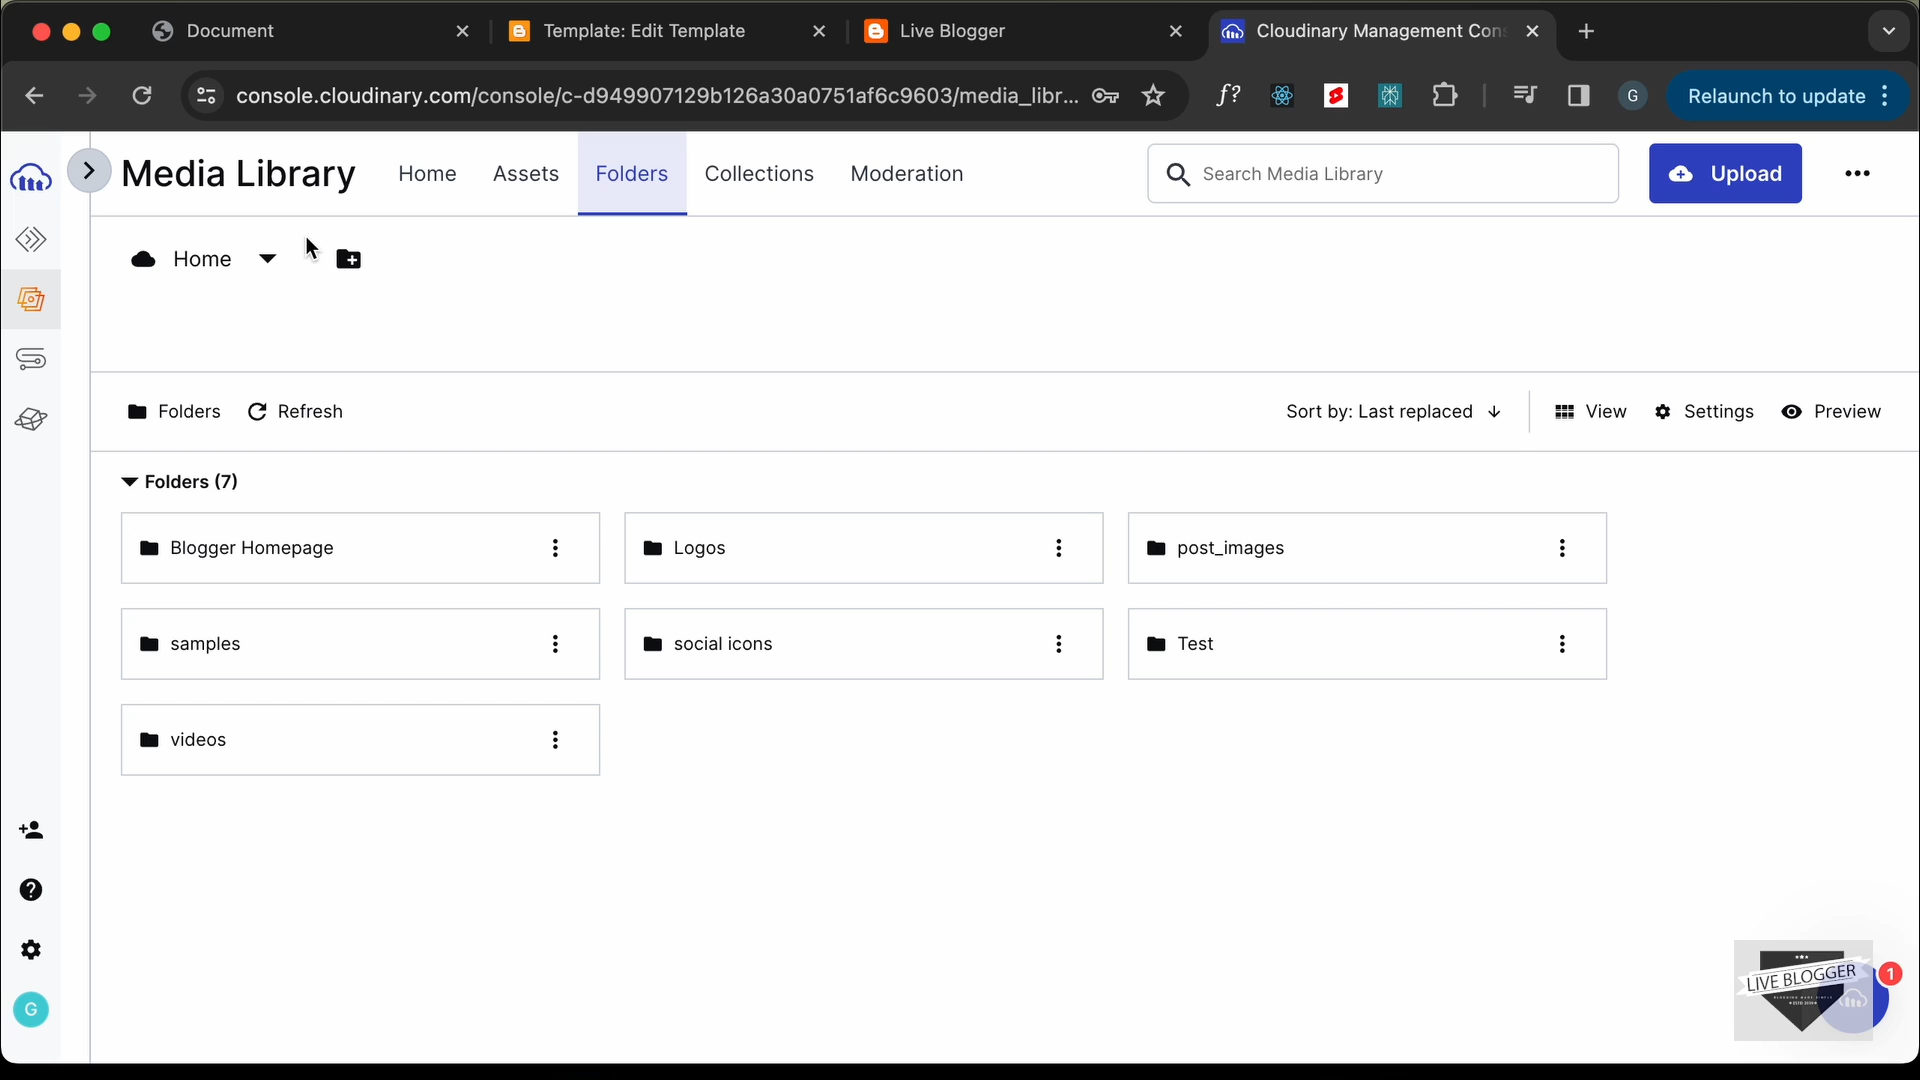 Document
Template: Edit Template
Live Blogger
Cloudinary Management Con
console.cloudinary.com/console/c-d949907129b126a30a0751af6c9603/media_libr...
f?
G
Relaunch to update
Media Library
Home
Assets
Folders
Collections
Moderation
Search Media Library
Upload
Home
Folders
Refresh
Sort by: Last replaced
View
Settings
Preview
Folders (7)
Blogger Homepage
Logos
post_images
samples
social icons
Test
videos
G
LIVE BLOGGER
1